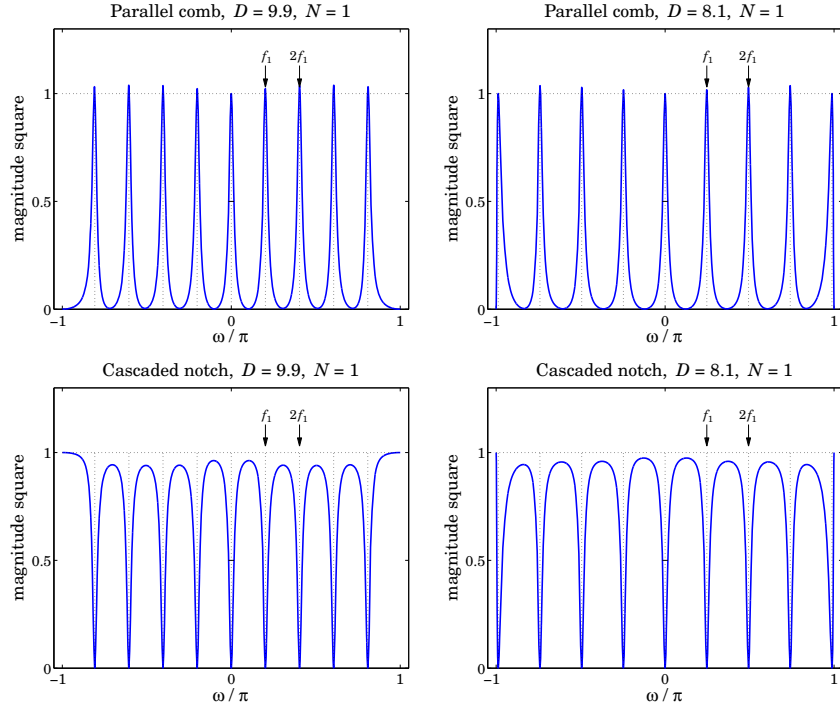 Parallel comb, D = 9.9, N = 1
f1
2f1
1
0.5
0
magnitude square
−1
0
1
ω / π
Parallel comb, D = 8.1, N = 1
f1
2f1
1
0.5
0
magnitude square
−1
0
1
ω / π
Cascaded notch, D = 9.9, N = 1
f1
2f1
1
0.5
0
magnitude square
−1
0
1
ω / π
Cascaded notch, D = 8.1, N = 1
f1
2f1
1
0.5
0
magnitude square
−1
0
1
ω / π